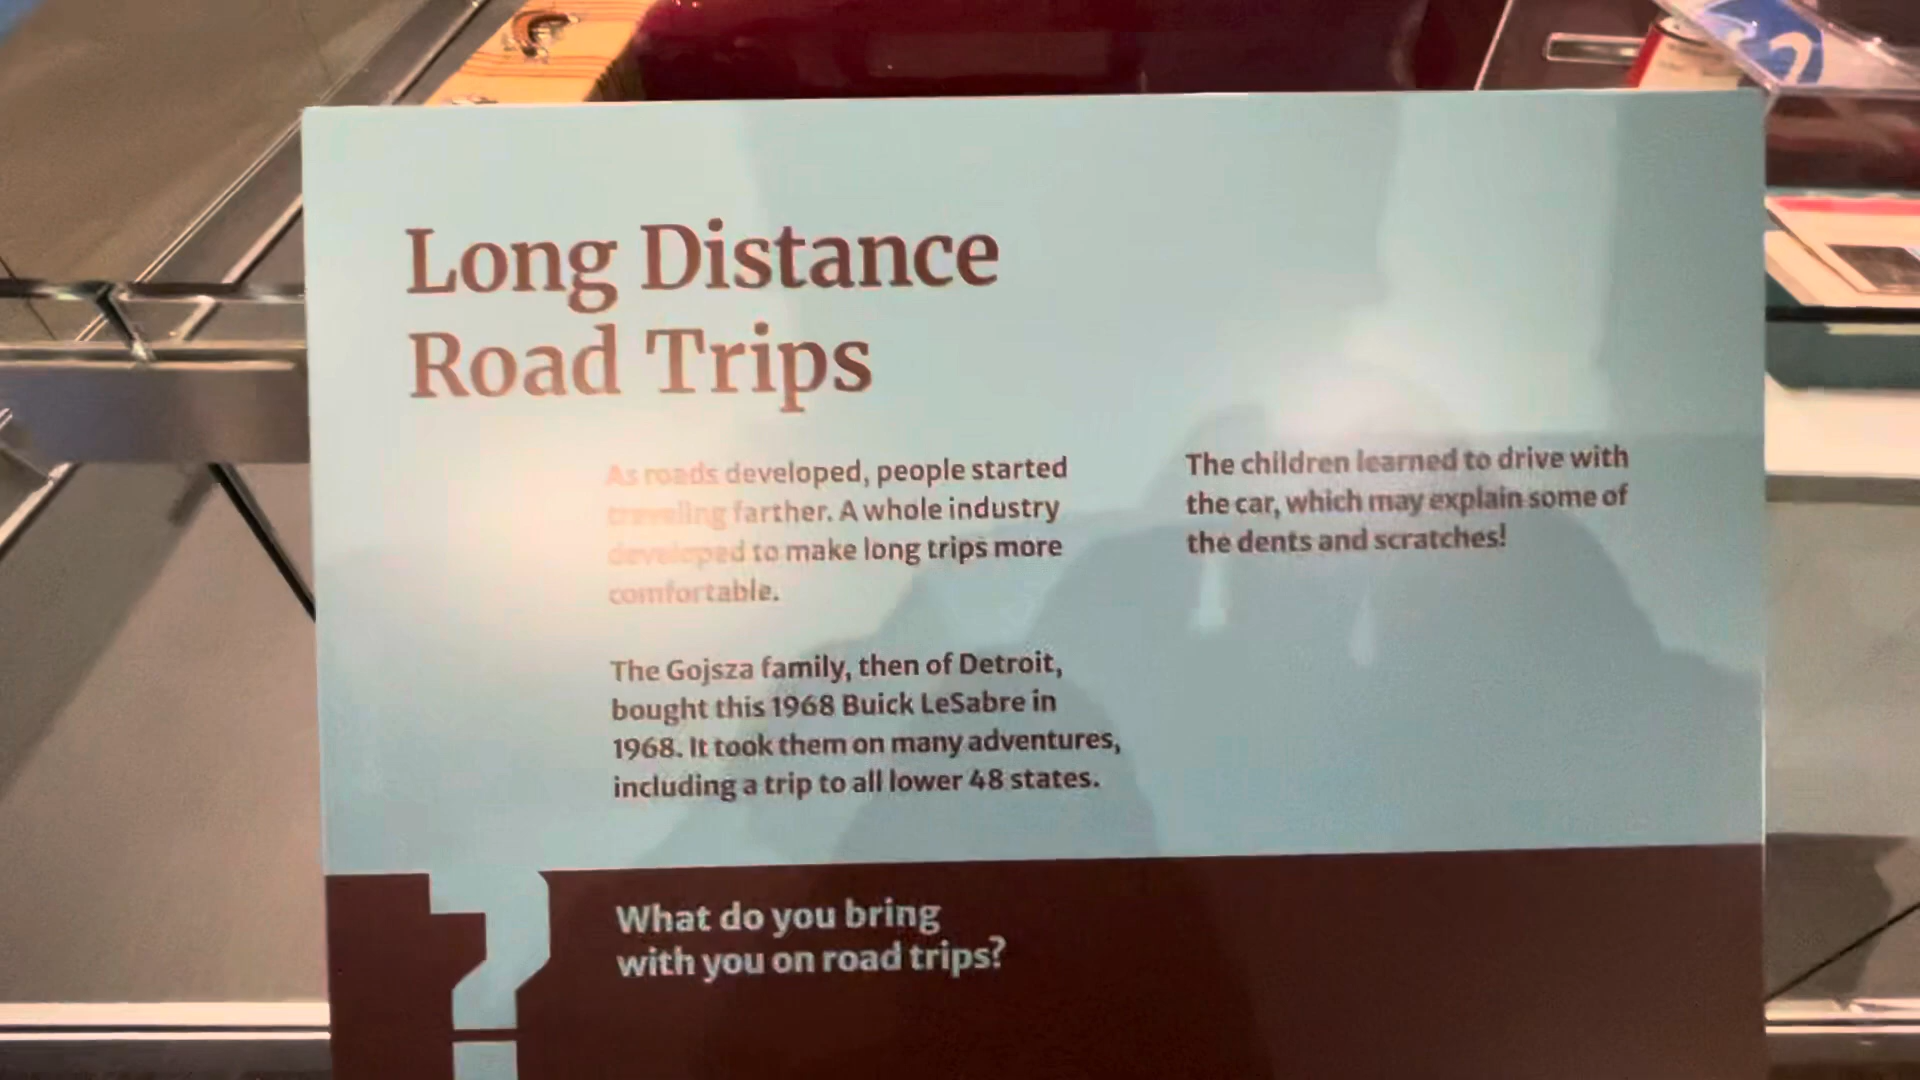 Long Distance
Road Trips
As roads developed, people started
traveling farther. A whole industry
developed to make long trips more
comfortable.
The Gojsza family, then of Detroit,
bought this 1968 Buick LeSabre in
1968. It took them on many adventures,
including a trip to all lower 48 states.
The children learned to drive with
the car, which may explain some of
the dents and scratches!
?
What do you bring
with you on road trips?